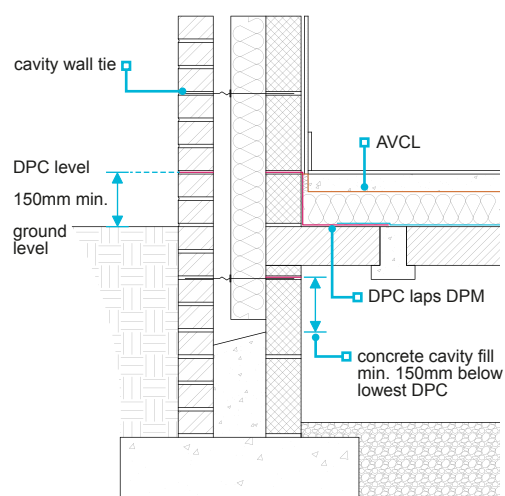 cavity wall tie
AVCL
DPC level
150mm min.
ground
level
DPC laps DPM
concrete cavity fill
min. 150mm below
lowest DPC